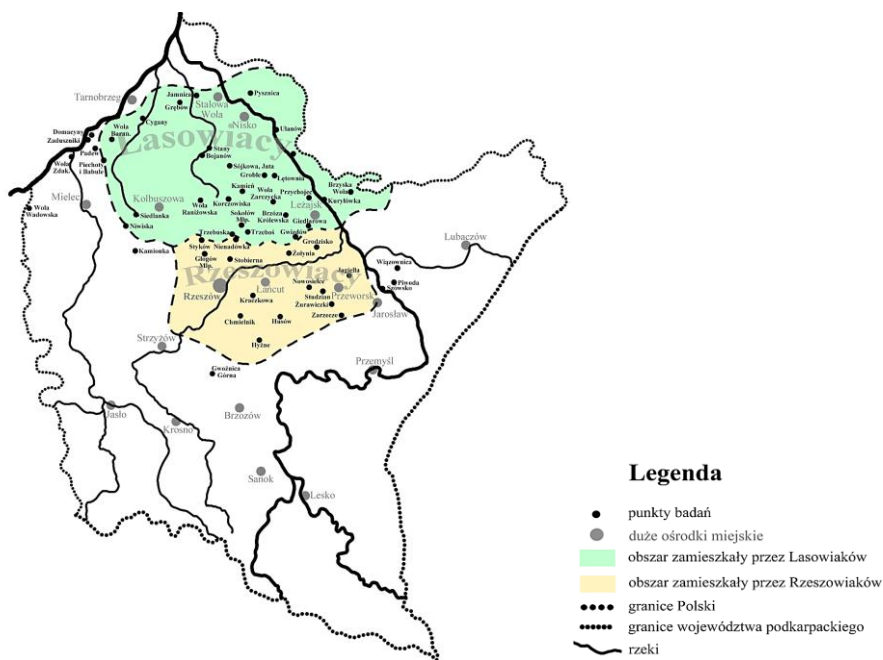 Tarnobrzeg
Jamnica
Grębów
Stalowa
Wola
Pysznica
Nisko
Ulanów
Cygany
Wola
Baran.
Domacyny
Zaduszniki
Padew
Piechoty
i Babule
Wola
Zdak.
Lasowiacy
Stany
Bojanów
Sójkowa, Jata
Groble
Łętownia
Mielec
Wola
Wadowska
Kolbuszowa
Siedlanka
Niwiska
Kamionka
Wola
Raniżowska
Kamień
Korczowiska
Wola
Zarczycka
Sokołów
Młp.
Brzóza
Królewska
Przychojec
Brzyska
Wola
Kuryłówka
Leżajsk
Giedlarowa
Trzebuska
Trzeboś
Gwizdów
Grodzisko
Styków
Nienadówka
Głogów
Młp.
Stobierna
Żołynia
Lubaczów
Wiązownica
Piwoda
Szówsko
Rzeszowiacy
Rzeszów
Łańcut
Jagiełła
Nowosielce
Studzian
Przeworsk
Żurawiczki
Kraczkowa
Jarosław
Chmielnik
Husów
Zarzecze
Hyżne
Strzyżów
Gwoźnica
Górna
Przemyśl
Brzozów
Jasło
Krosno
Sanok
Lesko
Legenda
punkty badań
duże ośrodki miejskie
obszar zamieszkały przez Lasowiaków
obszar zamieszkały przez Rzeszowiaków
granice Polski
granice województwa podkarpackiego
rzeki